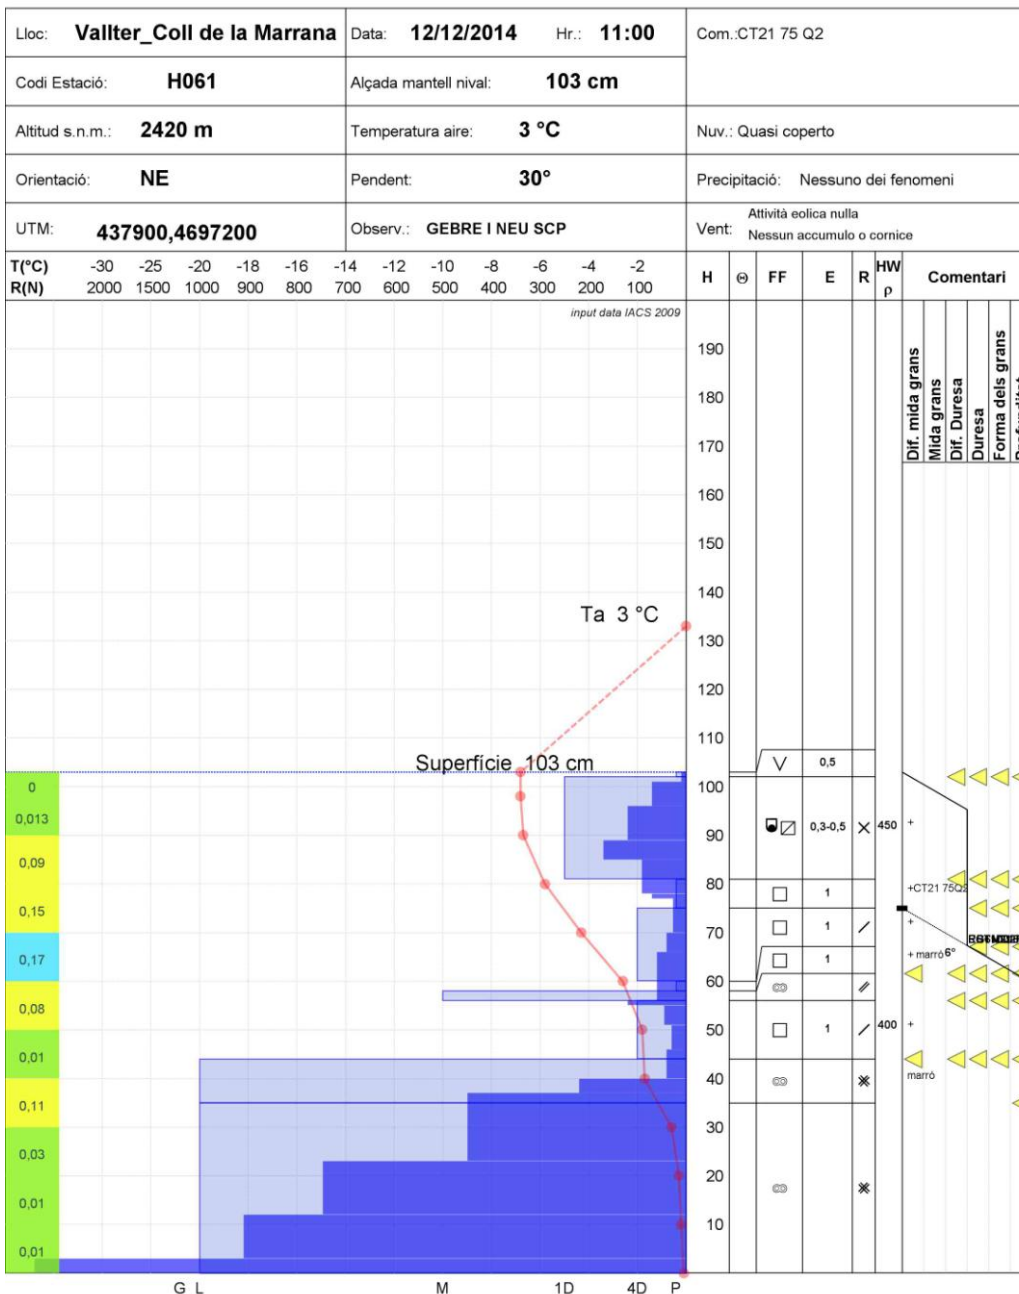 Lloc: Vallter_Coll de la Marrana Data: 12/12/2014 Hr.: 11:00 Com.:CT21 75 Q2
Codi Estació: H061 Alçada mantell nival: 103 cm
Altitud s.n.m.: 2420 m Temperatura aire: 3 °C Nuv.: Quasi coperto
Orientació: NE Pendent: 30° Precipitació: Nessuno dei fenomeni
UTM: 437900,4697200 Observ.: GEBRE I NEU SCP Vent: Attività eolica nulla
Nessun accumulo o cornice
T(°C) -30 -25 -20 -18 -16 -14 -12 -10 -8 -6 -4 -2
R(N) 2000 1500 1000 900 800 700 600 500 400 300 200 100
H Θ FF E R HW ρ Comentari
input data IACS 2009
Dif. mida grans
Mida grans
Dif. Duresa
Duresa
Forma dels grans
190
180
170
160
150
140
Ta 3 °C
130
120
110
Superfície 103 cm
V 0,5
0 100
0,013
90 0,3-0,5 450
0,09
80 1 CT21 75Q2
0,15
70 1
0,17 1 marró 6°
60
0,08
50 1 400
0,01
40 marró
0,11
30
0,03
20
0,01
10
0,01
G L M 1D 4D P